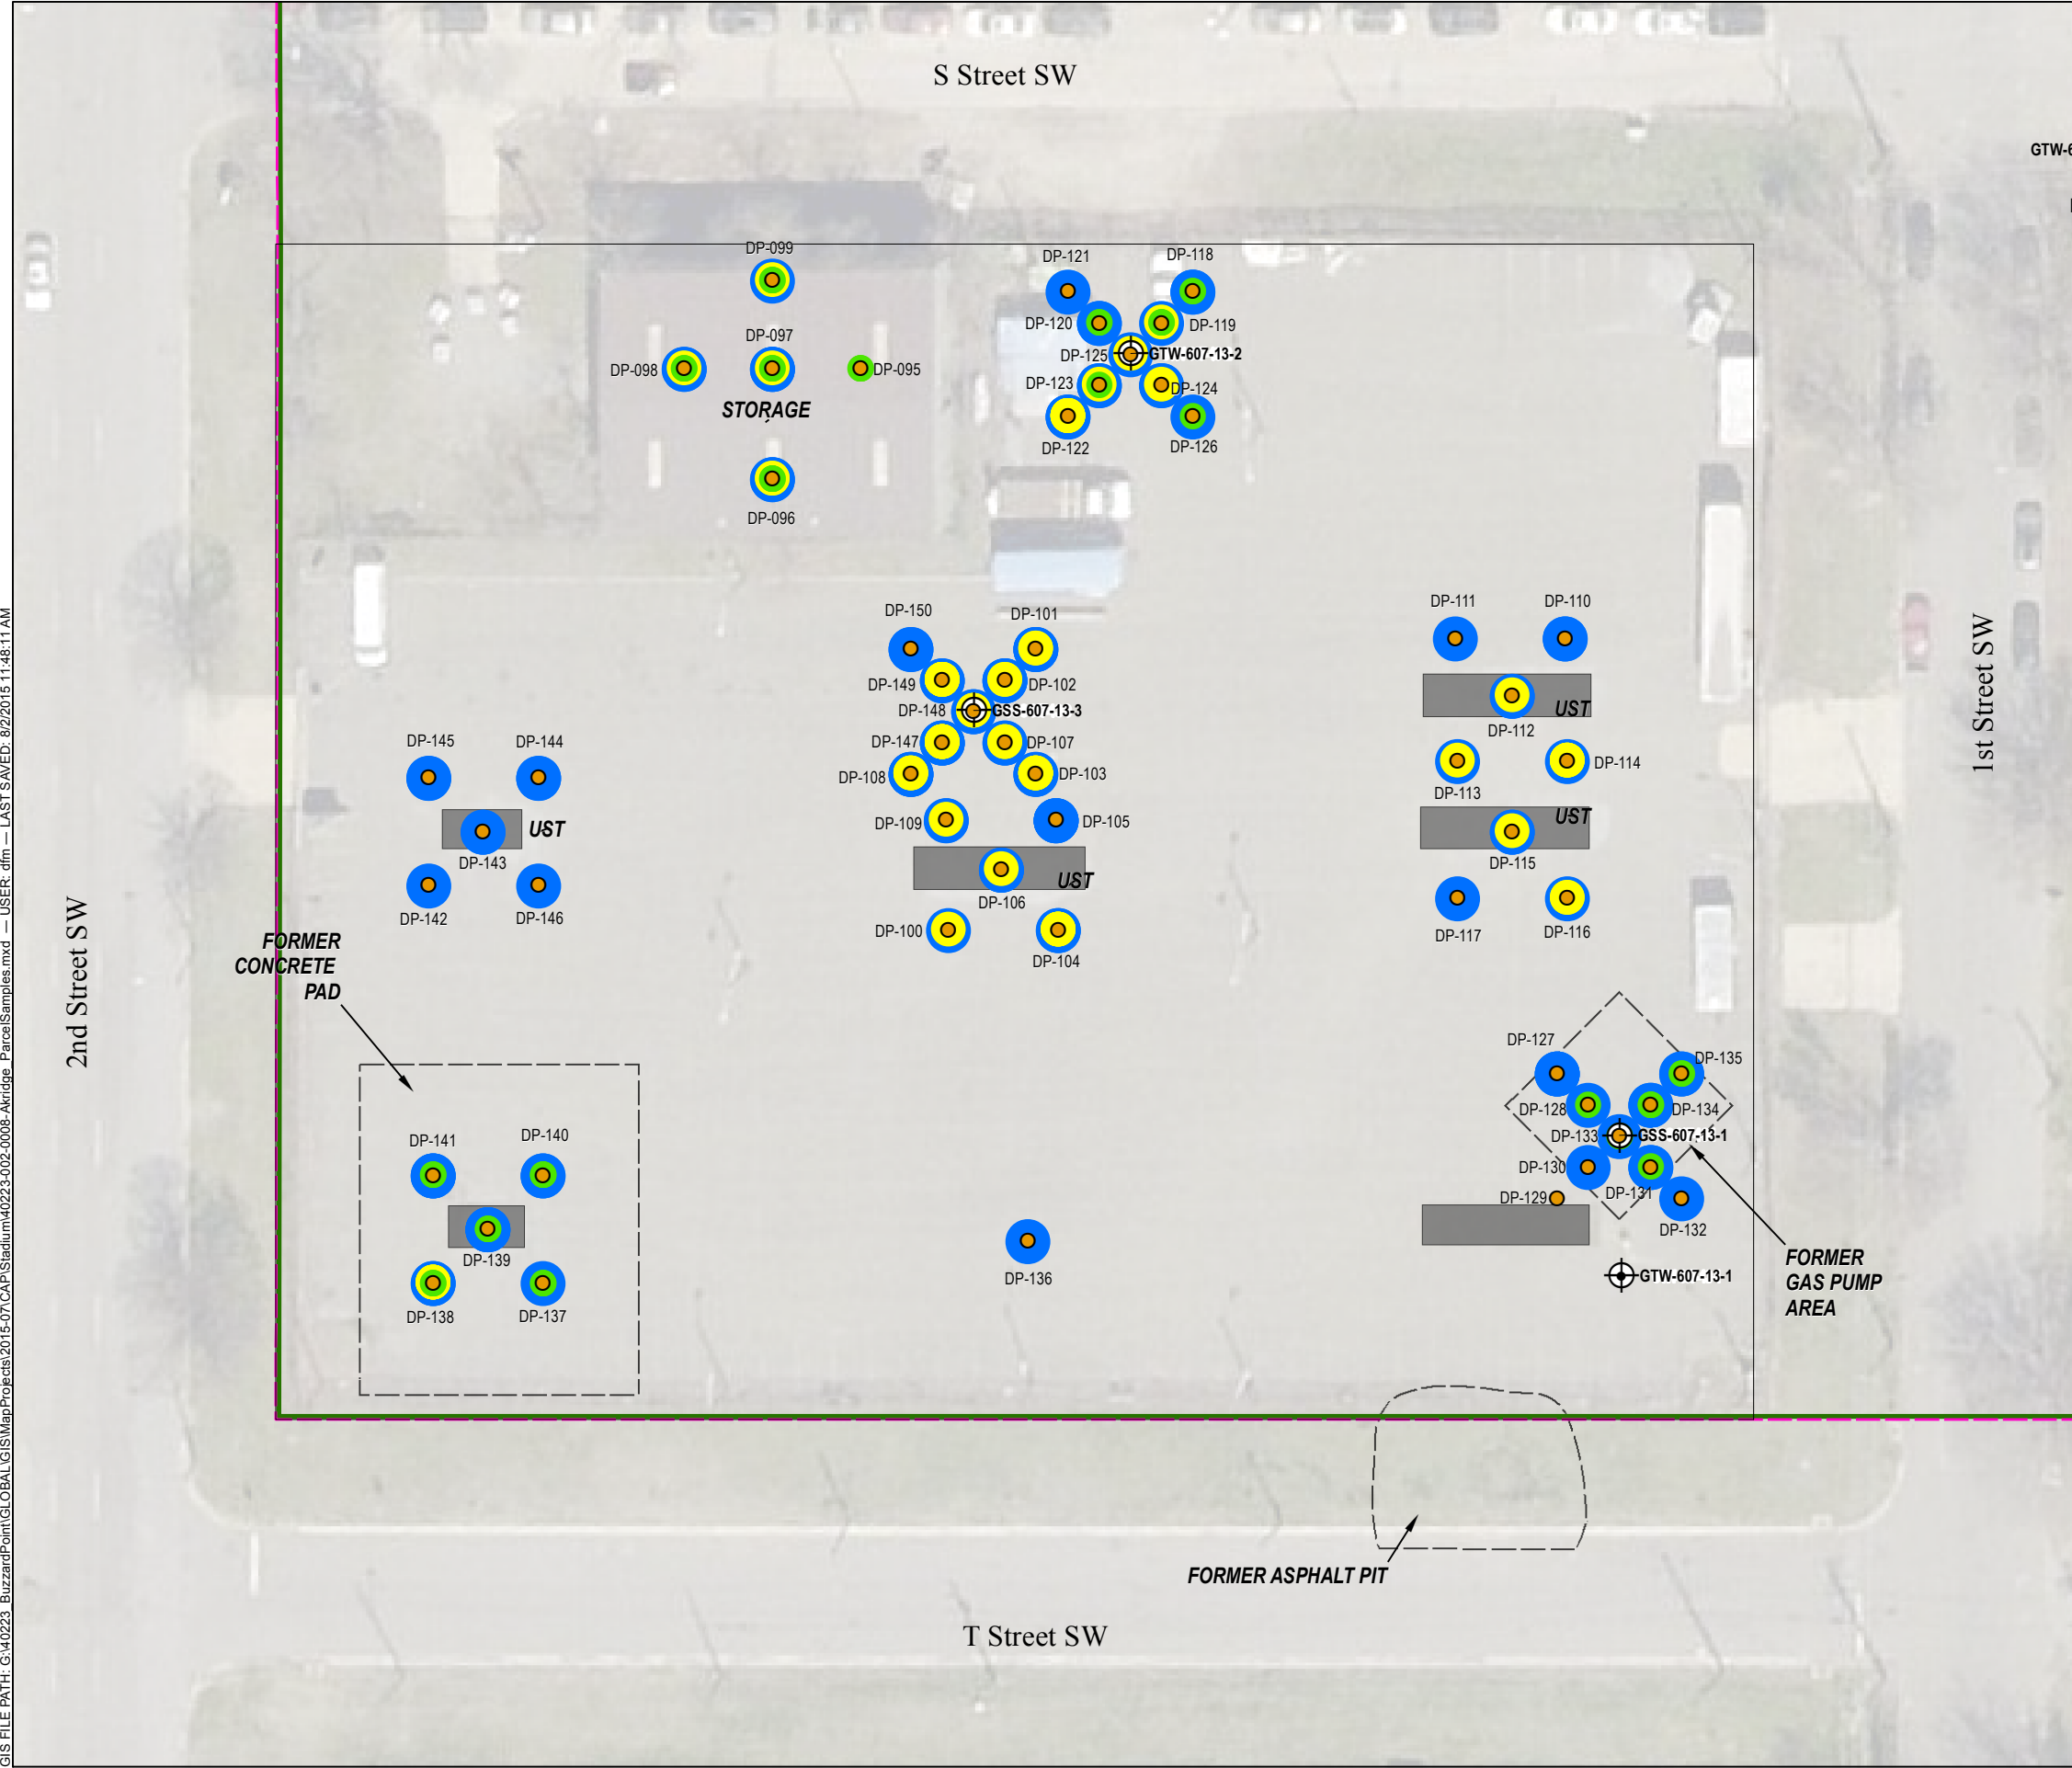 S Street SW
GTW-6
DP-099
DP-121
DP-118
DP-120
DP-119
DP-097
DP-125
GTW-607-13-2
DP-098
DP-095
DP-123
DP-124
STORAGE
DP-122
DP-126
DP-096
DP-150
DP-101
DP-111
DP-110
DP-149
DP-102
DP-148
GSS-607-13-3
UST
DP-112
DP-145
DP-144
DP-147
DP-107
DP-108
DP-103
DP-114
DP-113
DP-109
DP-105
UST
UST
DP-143
DP-115
UST
DP-106
DP-142
DP-146
DP-100
DP-104
DP-117
DP-116
FORMER
CONCRETE
PAD
DP-127
DP-135
DP-128
DP-134
DP-133
GSS-607-13-1
DP-141
DP-140
DP-130
DP-131
DP-129
DP-132
DP-139
DP-136
GTW-607-13-1
DP-138
DP-137
FORMER
GAS PUMP
AREA
FORMER ASPHALT PIT
T Street SW
2nd Street SW
1st Street SW
GIS FILE PATH: G:\40223_BuzzardPoint\GLOBAL\GIS\MapProjects\2015-07\CAP\Stadium\40223-002-0008-Akridge_ParcelSamples.mxd — USER: dfm — LAST SAVED: 8/2/2015 11:48:11 AM